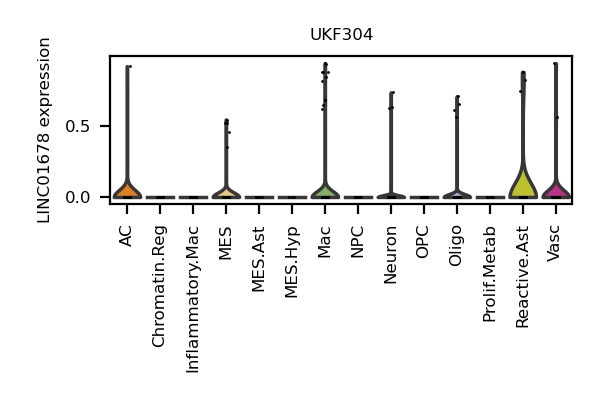 UKF304
LINC01678 expression
0.5
0.0
AC
Chromatin.Reg
Inflammatory.Mac
MES
MES.Ast
MES.Hyp
Mac
NPC
Neuron
OPC
Oligo
Prolif.Metab
Reactive.Ast
Vasc